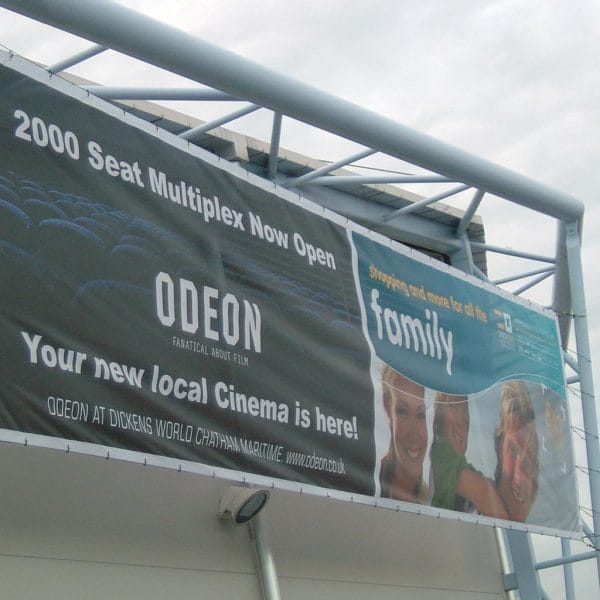 2000 Seat Multiplex Now Open
ODEON
FANATICAL ABOUT FILM
Your new local Cinema is here!
ODEON AT DICKENS WORLD CHATHAM MARITIME. www.odeon.co.uk
shopping and more for all the
family